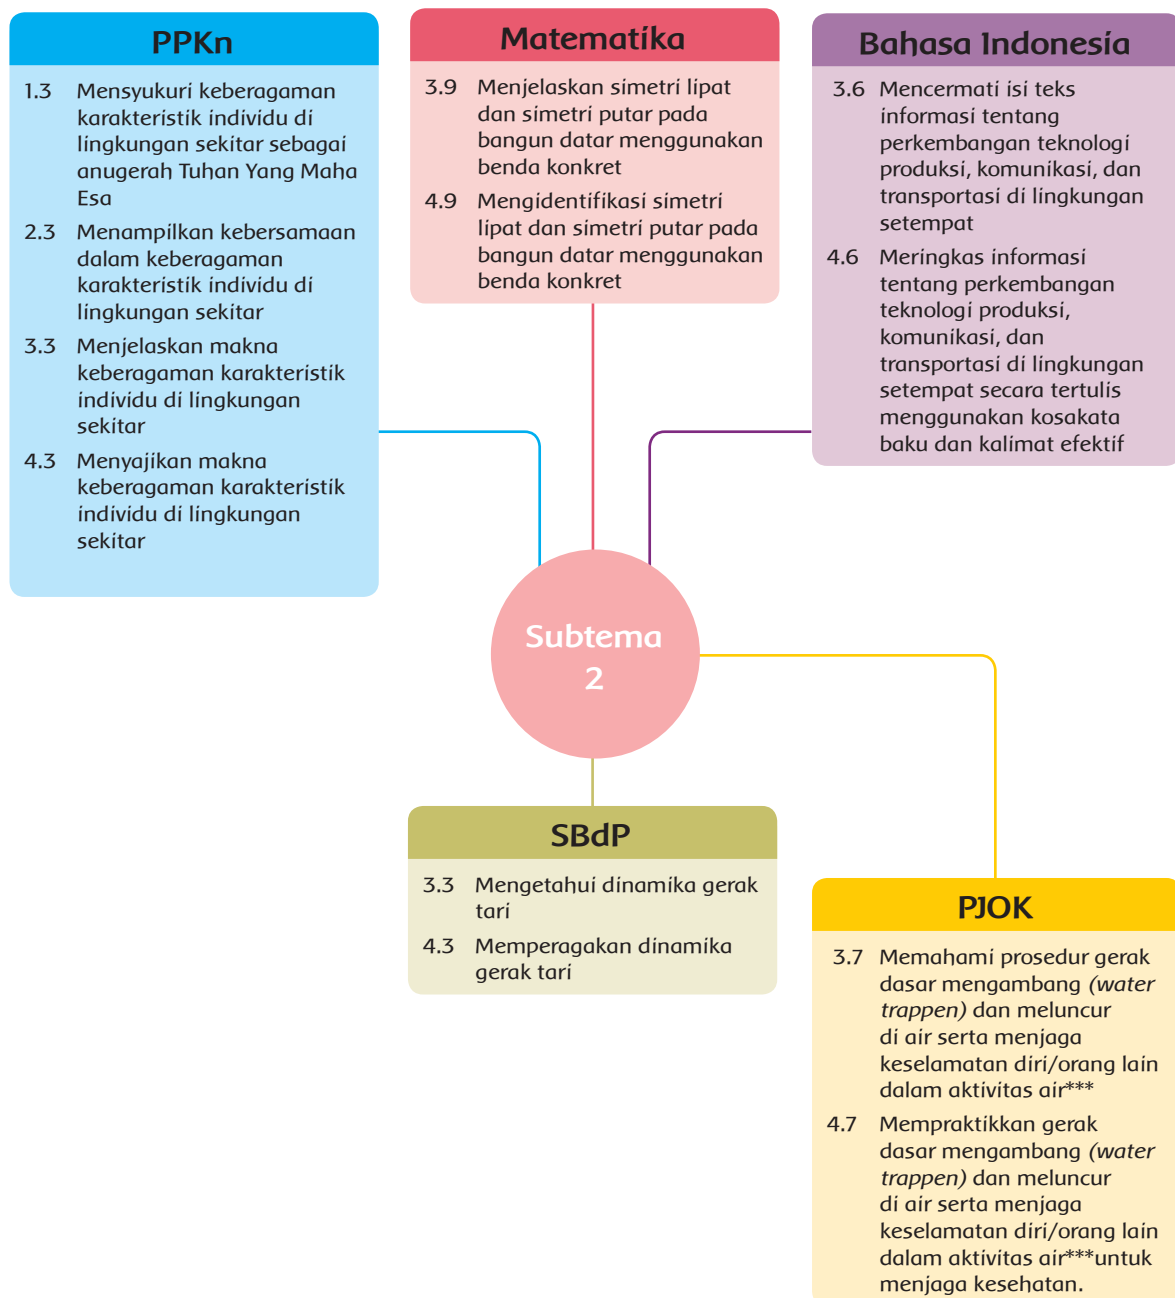 PPKn
1.3 Mensyukuri keberagaman
karakteristik individu di
lingkungan sekitar sebagai
anugerah Tuhan Yang Maha
Esa
2.3 Menampilkan kebersamaan
dalam keberagaman
karakteristik individu di
lingkungan sekitar
3.3 Menjelaskan makna
keberagaman karakteristik
individu di lingkungan
sekitar
4.3 Menyajikan makna
keberagaman karakteristik
individu di lingkungan
sekitar
Matematika
3.9 Menjelaskan simetri lipat
dan simetri putar pada
bangun datar menggunakan
benda konkret
4.9 Mengidentifikasi simetri
lipat dan simetri putar pada
bangun datar menggunakan
benda konkret
Bahasa Indonesia
3.6 Mencermati isi teks
informasi tentang
perkembangan teknologi
produksi, komunikasi, dan
transportasi di lingkungan
setempat
4.6 Meringkas informasi
tentang perkembangan
teknologi produksi,
komunikasi, dan
transportasi di lingkungan
setempat secara tertulis
menggunakan kosakata
baku dan kalimat efektif
Subtema
2
SBdP
3.3 Mengetahui dinamika gerak
tari
4.3 Memperagakan dinamika
gerak tari
PJOK
3.7 Memahami prosedur gerak
dasar mengambang (water
trappen) dan meluncur
di air serta menjaga
keselamatan diri/orang lain
dalam aktivitas air***
4.7 Mempraktikkan gerak
dasar mengambang (water
trappen) dan meluncur
di air serta menjaga
keselamatan diri/orang lain
dalam aktivitas air***untuk
menjaga kesehatan.